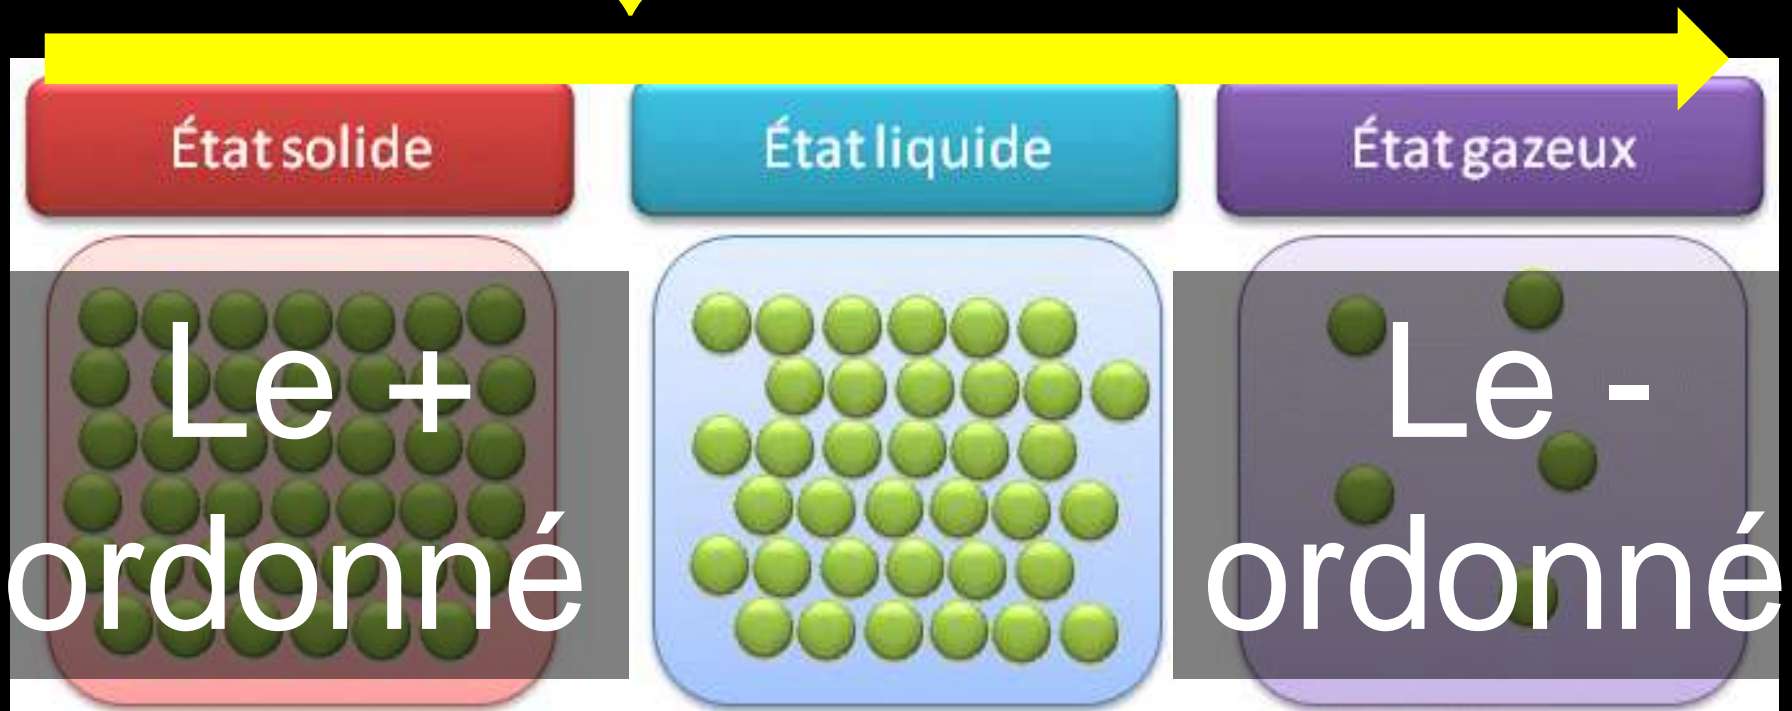 État solide
État liquide
État gazeux
Le +
ordonné
Le -
ordonné